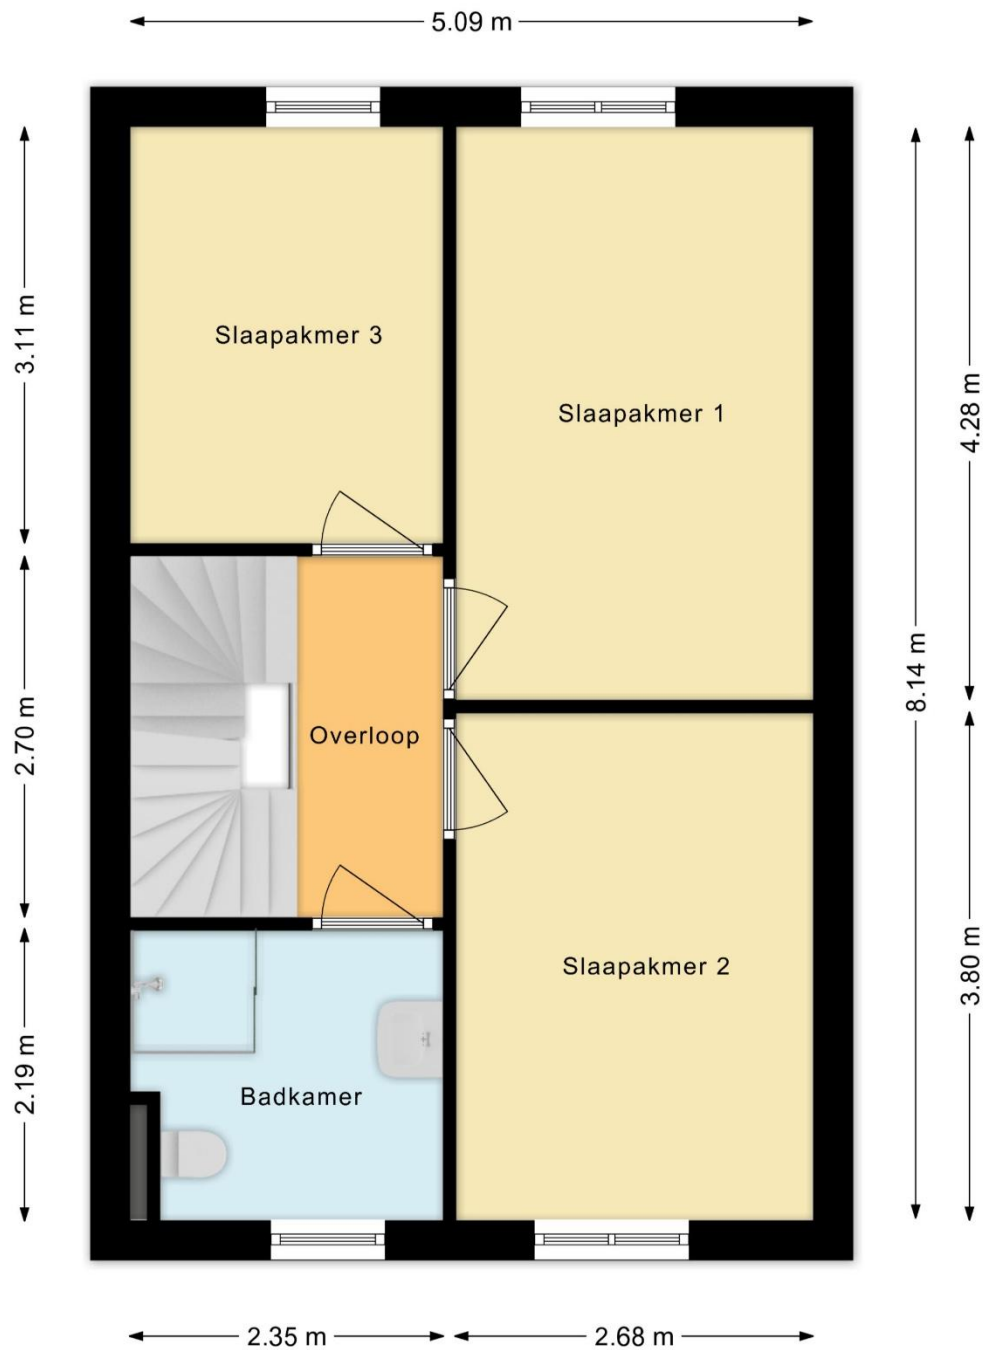 5.09 m
Slaapakmer 3
3.11 m
Slaapakmer 1
4.28 m
8.14 m
Overloop
2.70 m
Slaapakmer 2
3.80 m
2.19 m
Badkamer
2.35 m
2.68 m